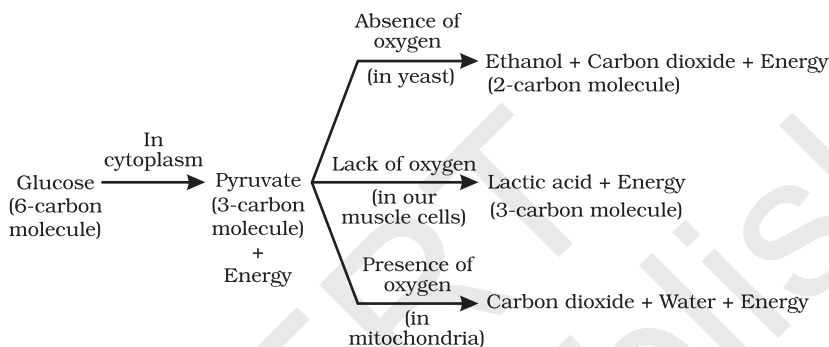 Absence of
oxygen
(in yeast)
Ethanol + Carbon dioxide + Energy
(2-carbon molecule)
In
cytoplasm
Glucose
(6-carbon
molecule)
Pyruvate
(3-carbon
molecule)
+
Energy
Lack of oxygen
(in our
muscle cells)
Lactic acid + Energy
(3-carbon molecule)
Presence of
oxygen
(in
mitochondria)
Carbon dioxide + Water + Energy